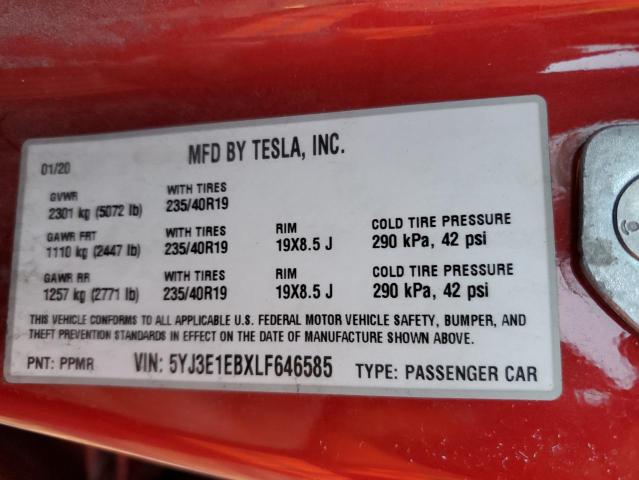 MFD BY TESLA, INC.
01/20
GVWR WITH TIRES
2301 kg (5072 lb) 235/40R19
GAWR FRT WITH TIRES RIM COLD TIRE PRESSURE
1110 kg (2447 lb) 235/40R19 19X8.5 J 290 kPa, 42 psi
GAWR RR WITH TIRES RIM COLD TIRE PRESSURE
1257 kg (2771 lb) 235/40R19 19X8.5 J 290 kPa, 42 psi
THIS VEHICLE CONFORMS TO ALL APPLICABLE U.S. FEDERAL MOTOR VEHICLE SAFETY, BUMPER, AND
THEFT PREVENTION STANDARDS IN EFFECT ON THE DATE OF MANUFACTURE SHOWN ABOVE.
PNT: PPMR VIN: 5YJ3E1EBXLF646585 TYPE: PASSENGER CAR